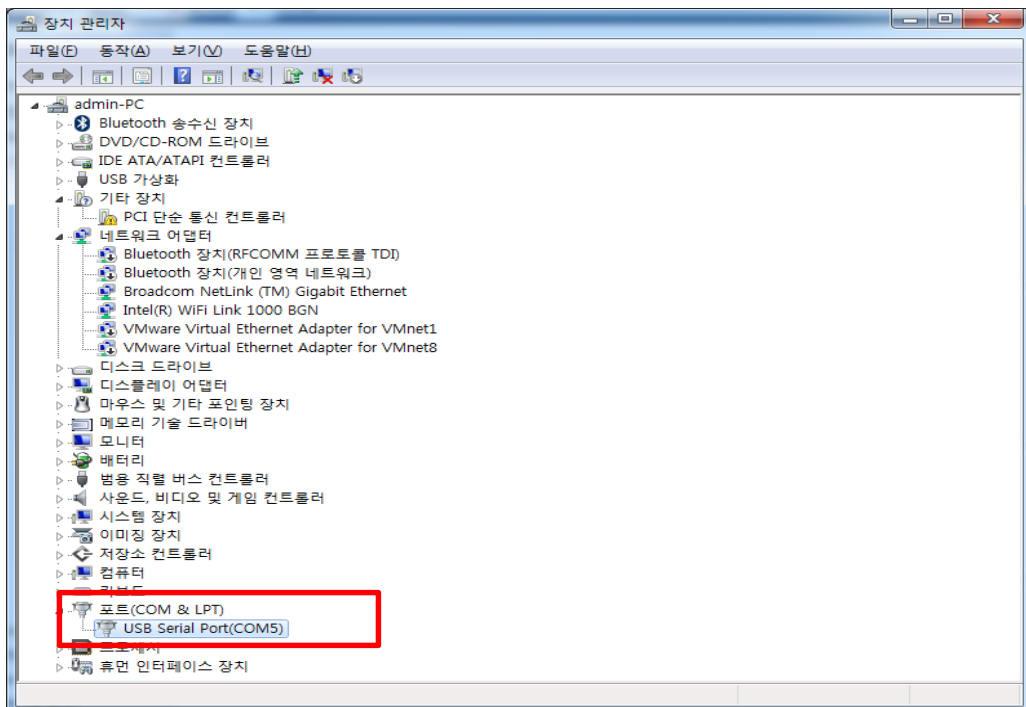 장치 관리자
파일(F) 동작(A) 보기(V) 도움말(H)
admin-PC
Bluetooth 송수신 장치
DVD/CD-ROM 드라이브
IDE ATA/ATAPI 컨트롤러
USB 가상화
기타 장치
PCI 단순 통신 컨트롤러
네트워크 어댑터
Bluetooth 장치(RFCOMM 프로토콜 TDI)
Bluetooth 장치(개인 영역 네트워크)
Broadcom NetLink (TM) Gigabit Ethernet
Intel(R) WiFi Link 1000 BGN
VMware Virtual Ethernet Adapter for VMnet1
VMware Virtual Ethernet Adapter for VMnet8
디스크 드라이브
디스플레이 어댑터
마우스 및 기타 포인팅 장치
메모리 기술 드라이버
모니터
배터리
범용 직렬 버스 컨트롤러
사운드, 비디오 및 게임 컨트롤러
시스템 장치
이미징 장치
저장소 컨트롤러
컴퓨터
포트(COM & LPT)
USB Serial Port(COM5)
프로세서
휴먼 인터페이스 장치